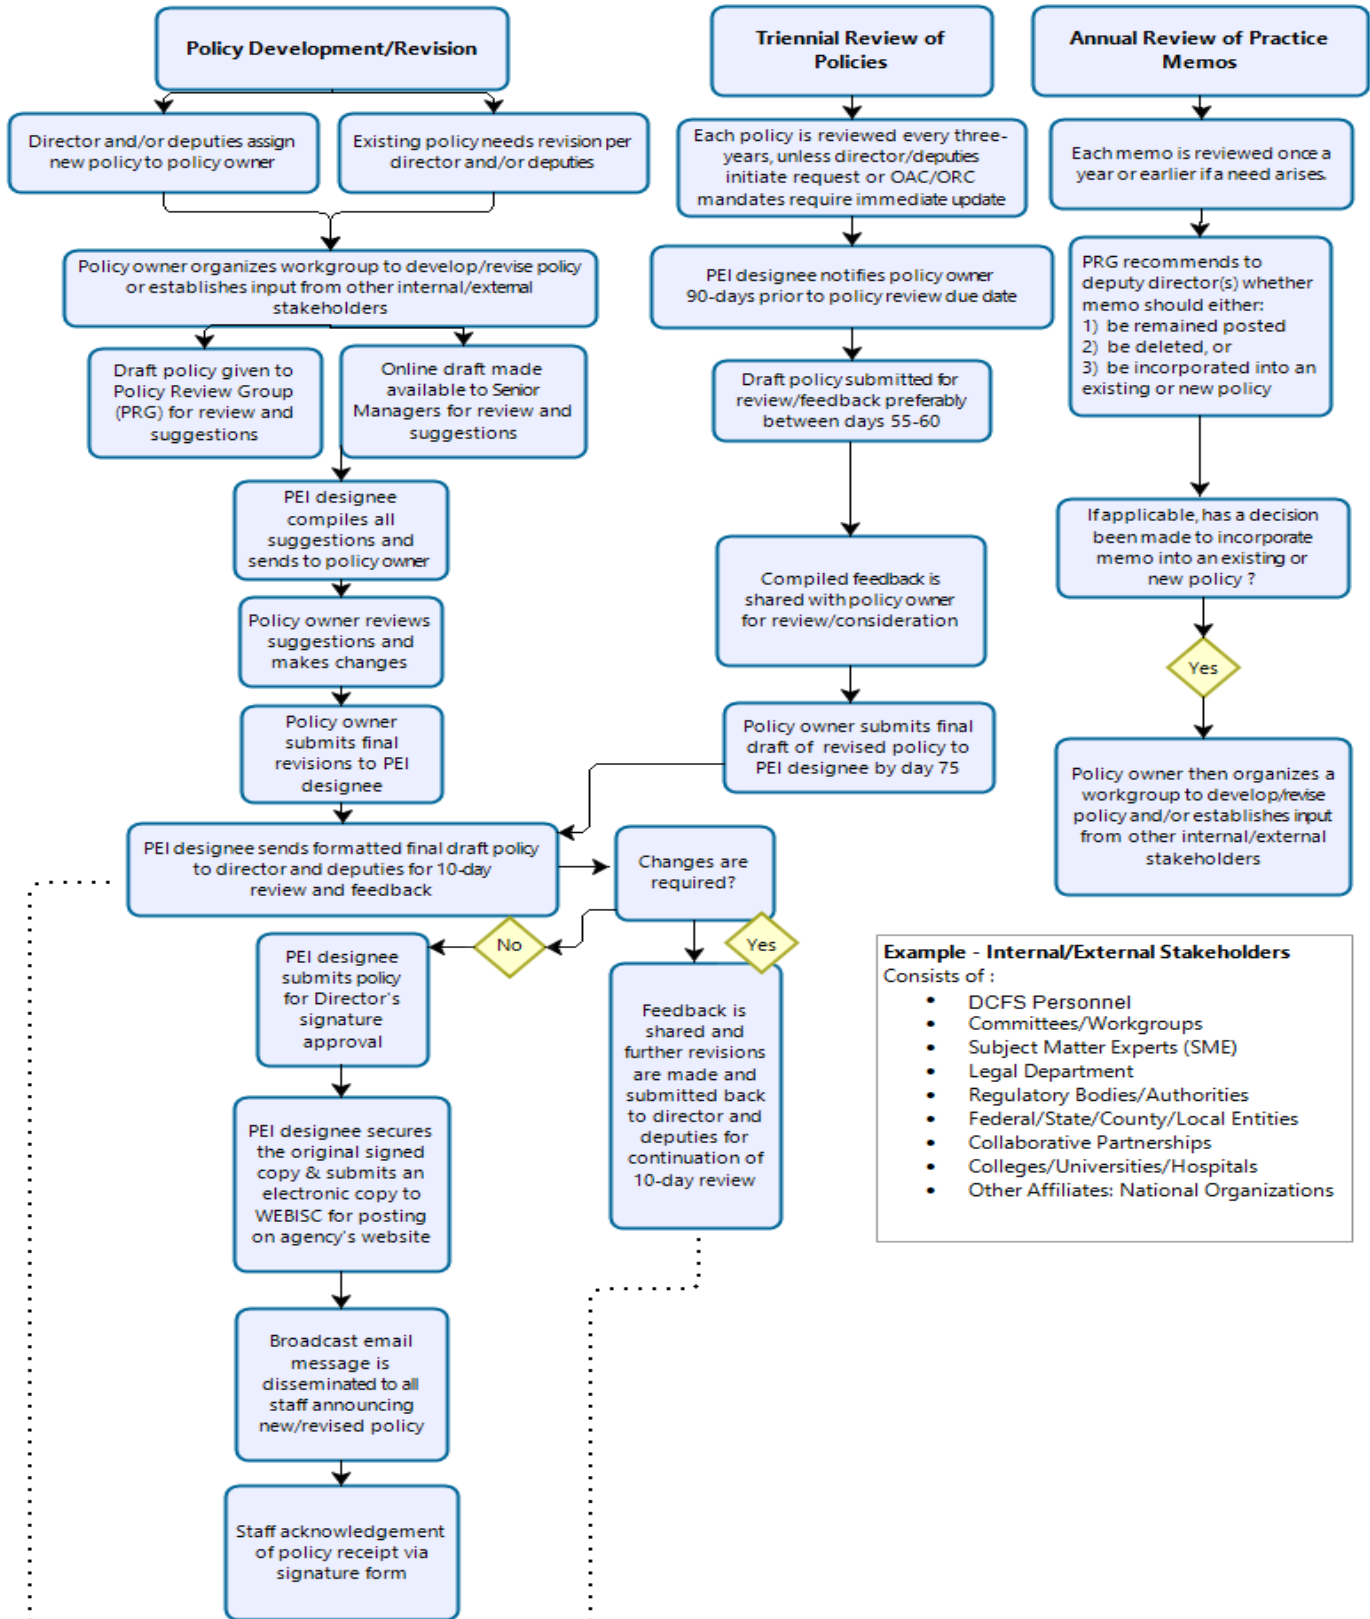 Policy Development/Revision
Director and/or deputies assign
new policy to policy owner
Existing policy needs revision per
director and/or deputies
Policy owner organizes workgroup to develop/revise policy
or establishes input from other internal/external
stakeholders
Draft policy given to
Policy Review Group
(PRG) for review and
suggestions
Online draft made
available to Senior
Managers for review and
suggestions
PEI designee
compiles all
suggestions and
sends to policy owner
Policy owner reviews
suggestions and
makes changes
Policy owner
submits final
revisions to PEI
designee
PEI designee sends formatted final draft policy
to director and deputies for 10-day
review and feedback
Changes are
required?
No
Yes
PEI designee
submits policy
for Director's
signature
approval
Feedback is
shared and
further revisions
are made and
submitted back
to director and
deputies for
continuation of
10-day review
PEI designee secures
the original signed
copy & submits an
electronic copy to
WEBISC for posting
on agency's website
Broadcast email
message is
disseminated to all
staff announcing
new/revised policy
Staff acknowledgement
of policy receipt via
signature form
Triennial Review of
Policies
Each policy is reviewed every three-
years, unless director/deputies
initiate request or OAC/ORC
mandates require immediate update
PEI designee notifies policy owner
90-days prior to policy review due date
Draft policy submitted for
review/feedback preferably
between days 55-60
Compiled feedback is
shared with policy owner
for review/consideration
Policy owner submits final
draft of revised policy to
PEI designee by day 75
Annual Review of Practice
Memos
Each memo is reviewed once a
year or earlier if a need arises.
PRG recommends to
deputy director(s) whether
memo should either:
1) be remained posted
2) be deleted, or
3) be incorporated into an
existing or new policy
If applicable, has a decision
been made to incorporate
memo into an existing or
new policy ?
Yes
Policy owner then organizes a
workgroup to develop/revise
policy and/or establishes input
from other internal/external
stakeholders
Example - Internal/External Stakeholders
Consists of :
• DCFS Personnel
• Committees/Workgroups
• Subject Matter Experts (SME)
• Legal Department
• Regulatory Bodies/Authorities
• Federal/State/County/Local Entities
• Collaborative Partnerships
• Colleges/Universities/Hospitals
• Other Affiliates: National Organizations